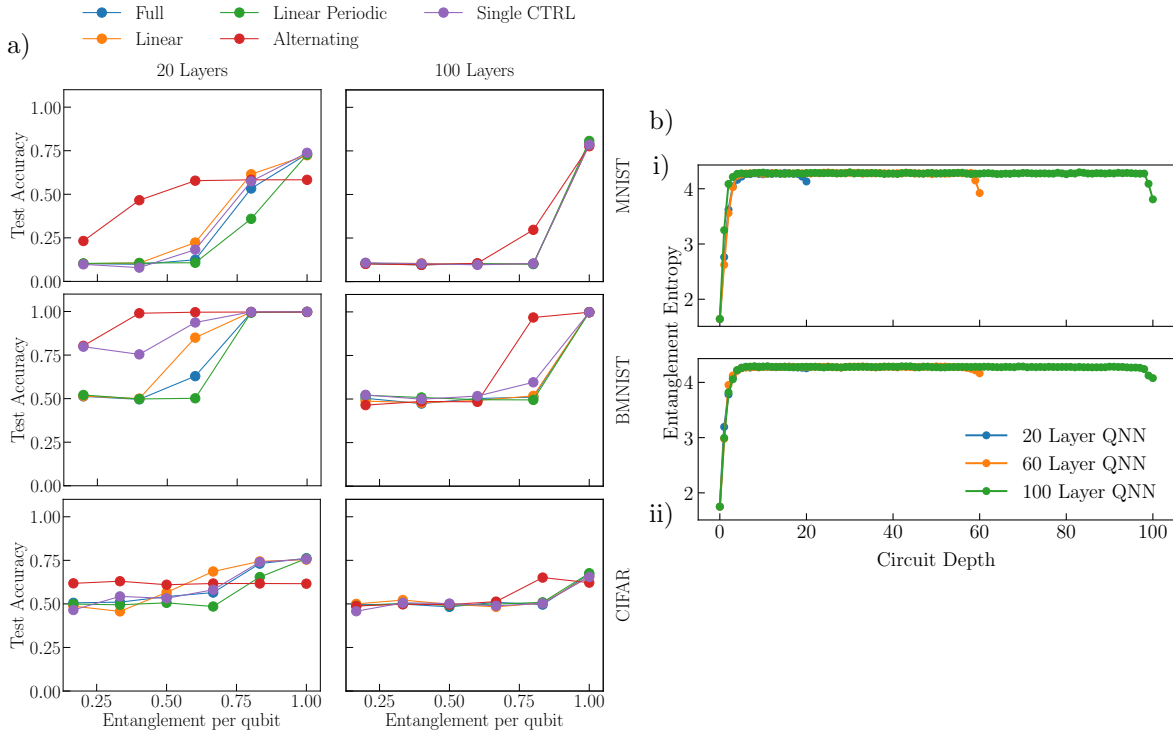 Full
Linear Periodic
Single CTRL
Linear
Alternating
a)
20 Layers
100 Layers
Test Accuracy
1.00
0.75
0.50
0.25
0.00
MNIST
Test Accuracy
1.00
0.75
0.50
0.25
0.00
BMNIST
Test Accuracy
1.00
0.75
0.50
0.25
0.00
CIFAR
0.25
0.50
0.75
1.00
0.25
0.50
0.75
1.00
Entanglement per qubit
Entanglement per qubit
b)
i)
4
3
2
Entanglement Entropy
4
3
2
20 Layer QNN
60 Layer QNN
100 Layer QNN
ii)
0
20
40
60
80
100
Circuit Depth